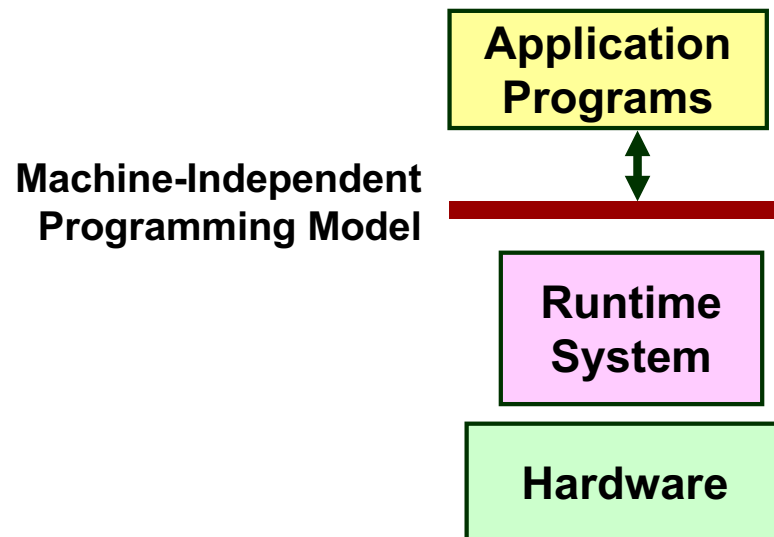 Application
Programs
Machine-Independent
Programming Model
Runtime
System
Hardware